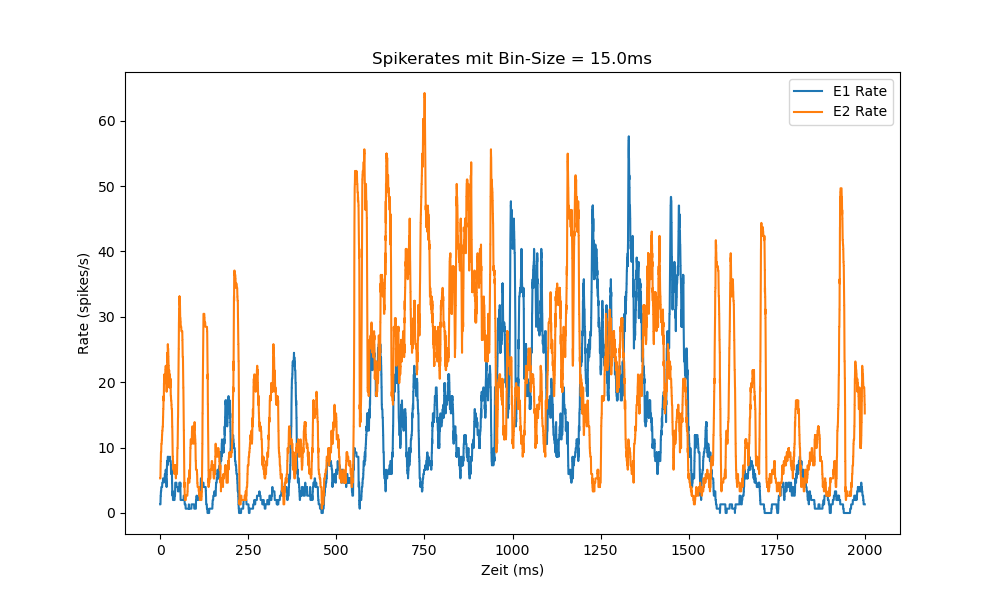 Spikerates mit Bin-Size = 15.0ms
E1 Rate
E2 Rate
Rate (spikes/s)
60
50
40
30
20
10
0
0 250 500 750 1000 1250 1500 1750 2000
Zeit (ms)